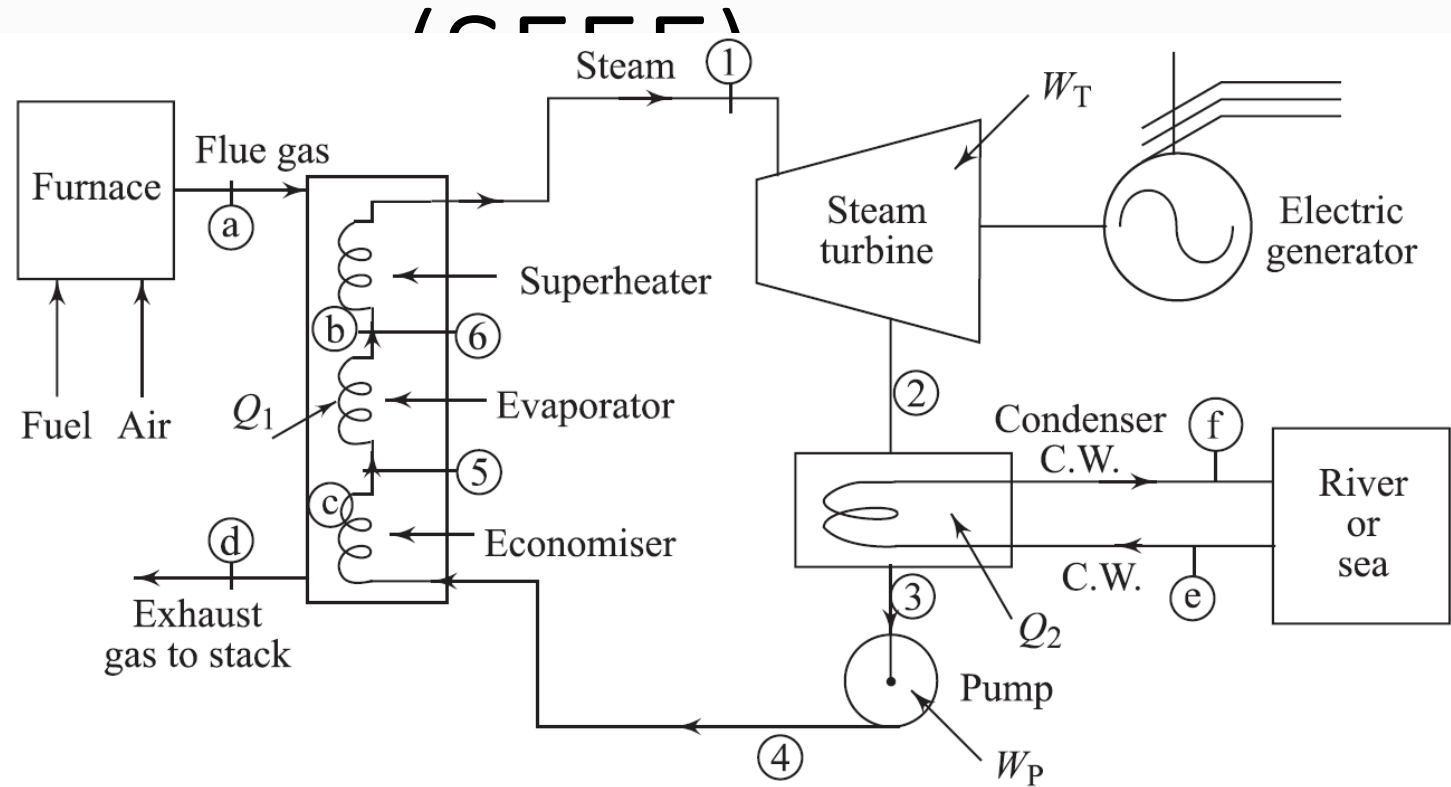 Steam
1
W_T
Flue gas
Furnace
a
Steam
turbine
Electric
generator
Superheater
b
6
Q_1
Evaporator
2
Fuel
Air
Condenser
f
C.W.
5
c
River
or
sea
d
Economiser
C.W.
e
3
Exhaust
gas to stack
Q_2
Pump
4
W_P